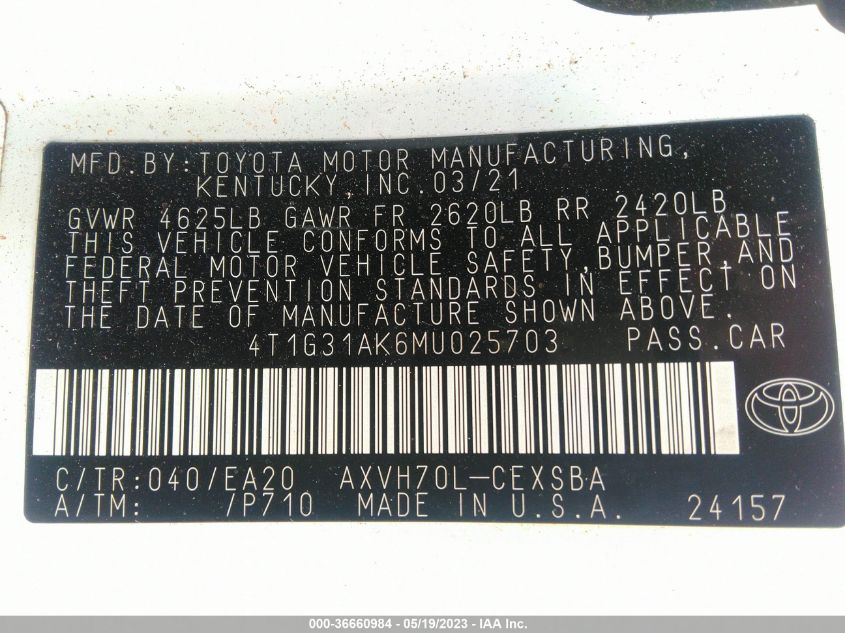 MFD.BY:TOYOTA MOTOR MANUFACTURING,
KENTUCKY,INC.03/21
GVWR 4625LB GAWR FR 2620LB RR 2420LB
THIS VEHICLE CONFORMS TO ALL APPLICABLE
FEDERAL MOTOR VEHICLE SAFETY,BUMPER,AND
THEFT PREVENTION STANDARDS IN EFFECT ON
THE DATE OF MANUFACTURE SHOWN ABOVE.
4T1G31AK6MU025703 PASS.CAR
C/TR:040/EA20 AXVH70L-CEXSBA
A/TM: /P710 MADE IN U.S.A. 24157
000-36660984 - 05/19/2023 - IAA Inc.